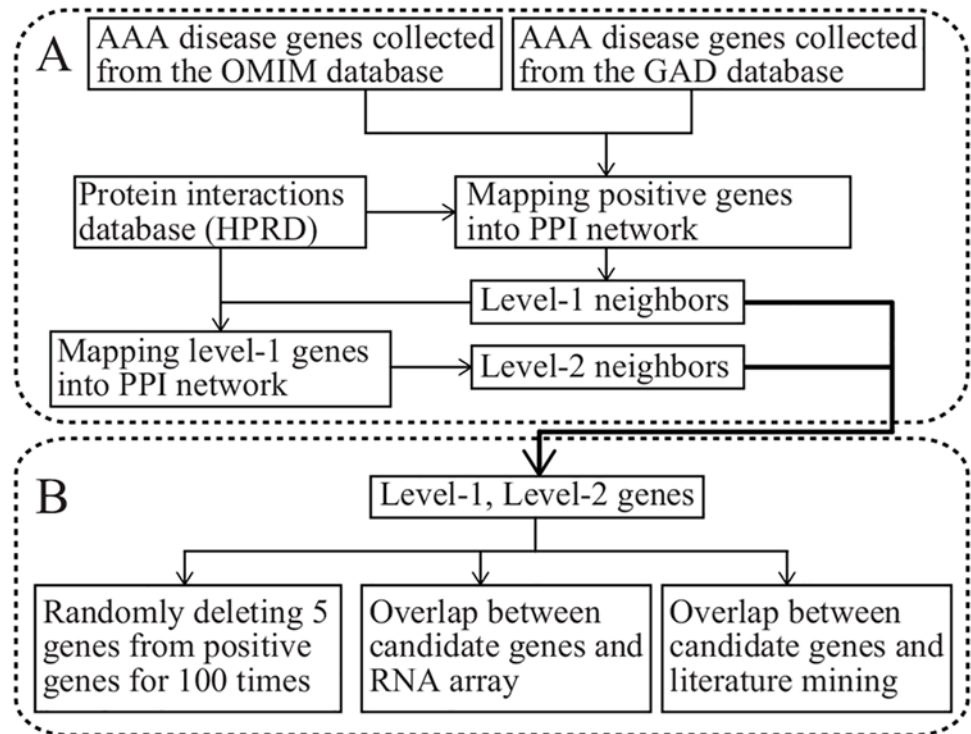 A
AAA disease genes collected
from the OMIM database
AAA disease genes collected
from the GAD database
Protein interactions
database (HPRD)
Mapping positive genes
into PPI network
Level-1 neighbors
Mapping level-1 genes
into PPI network
Level-2 neighbors
B
Level-1, Level-2 genes
Randomly deleting 5
genes from positive
genes for 100 times
Overlap between
candidate genes and
RNA array
Overlap between
candidate genes and
literature mining